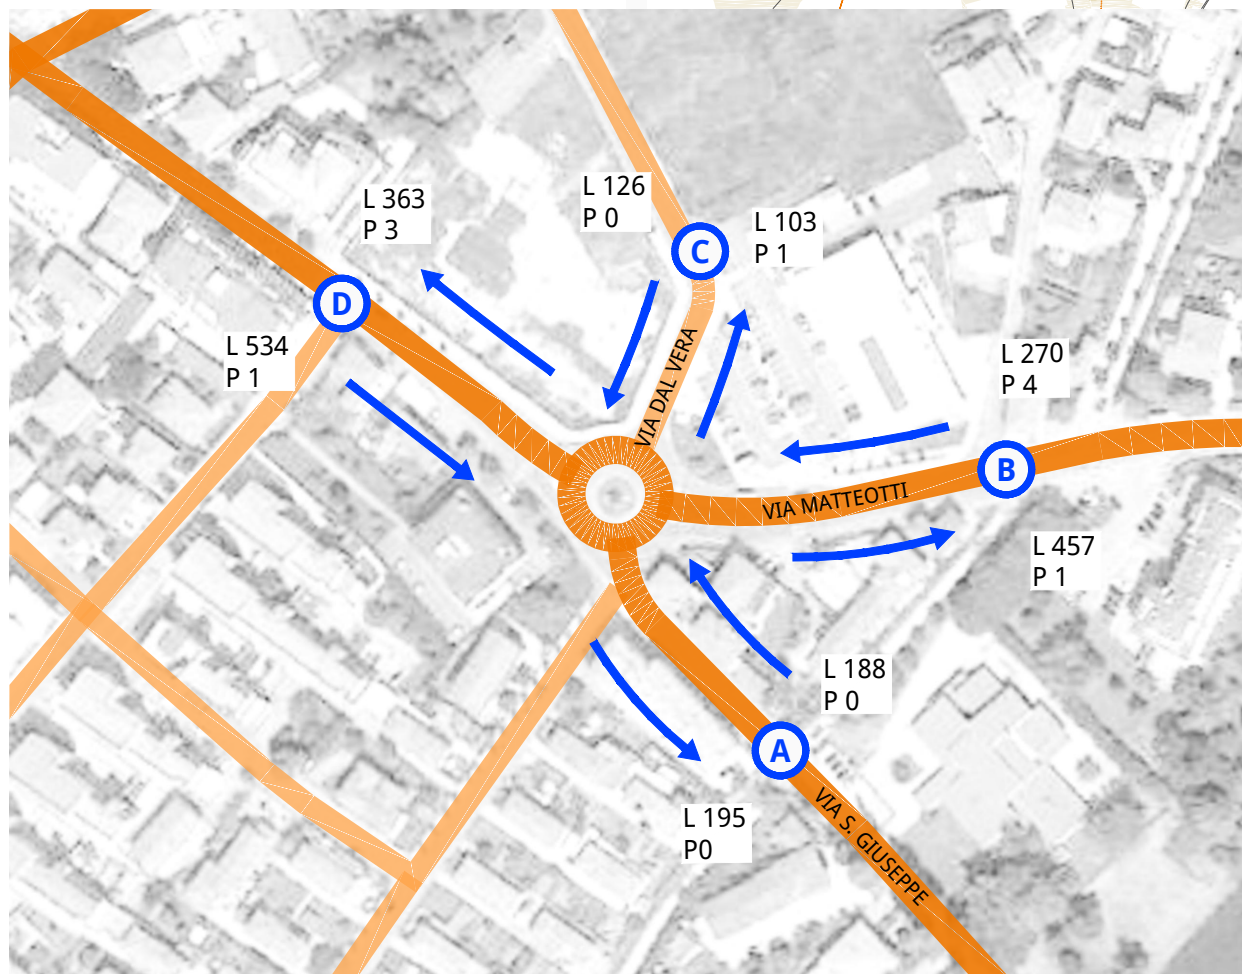 L 363
P 3
L 126
P 0
C
L 103
P 1
D
L 534
P 1
VIA DAL VERA
L 270
P 4
B
VIA MATTEOTTI
L 457
P 1
L 188
P 0
A
L 195
P0
VIA S. GIUSEPPE